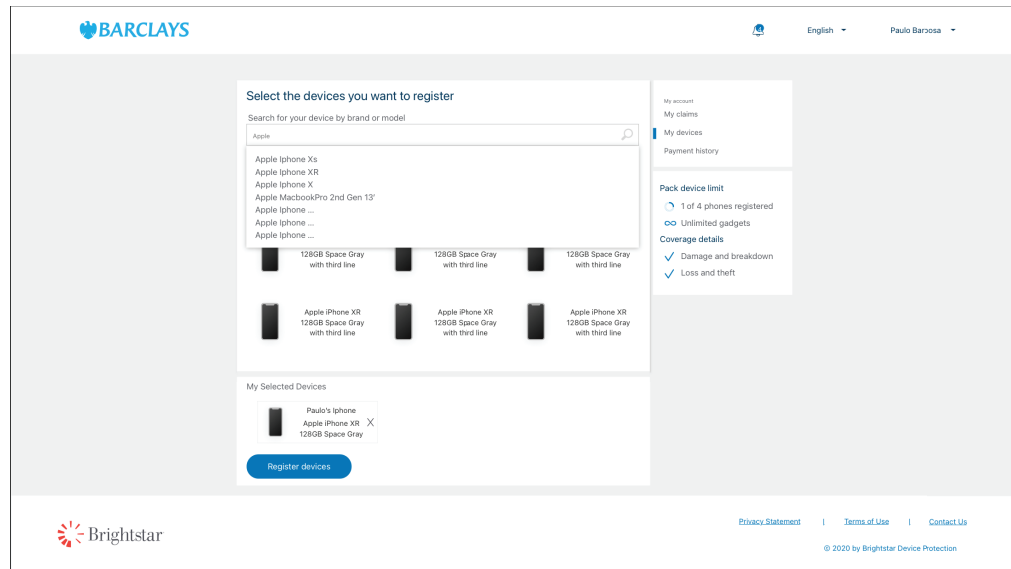 BARCLAYS
English
Paulo Barbosa
Select the devices you want to register
Search for your device by brand or model
Apple
Apple Iphone Xs
Apple Iphone XR
Apple Iphone X
Apple MacbookPro 2nd Gen 13'
Apple Iphone ...
Apple Iphone ...
Apple Iphone ...
128GB Space Gray
with third line
128GB Space Gray
with third line
128GB Space Gray
with third line
Apple iPhone XR
128GB Space Gray
with third line
Apple iPhone XR
128GB Space Gray
with third line
Apple iPhone XR
128GB Space Gray
with third line
My Selected Devices
Paulo's Iphone
Apple iPhone XR X
128GB Space Gray
Register devices
My account
My claims
My devices
Payment history
Pack device limit
1 of 4 phones registered
Unlimited gadgets
Coverage details
Damage and breakdown
Loss and theft
Brightstar
Privacy Statement | Terms of Use | Contact Us
© 2020 by Brightstar Device Protection